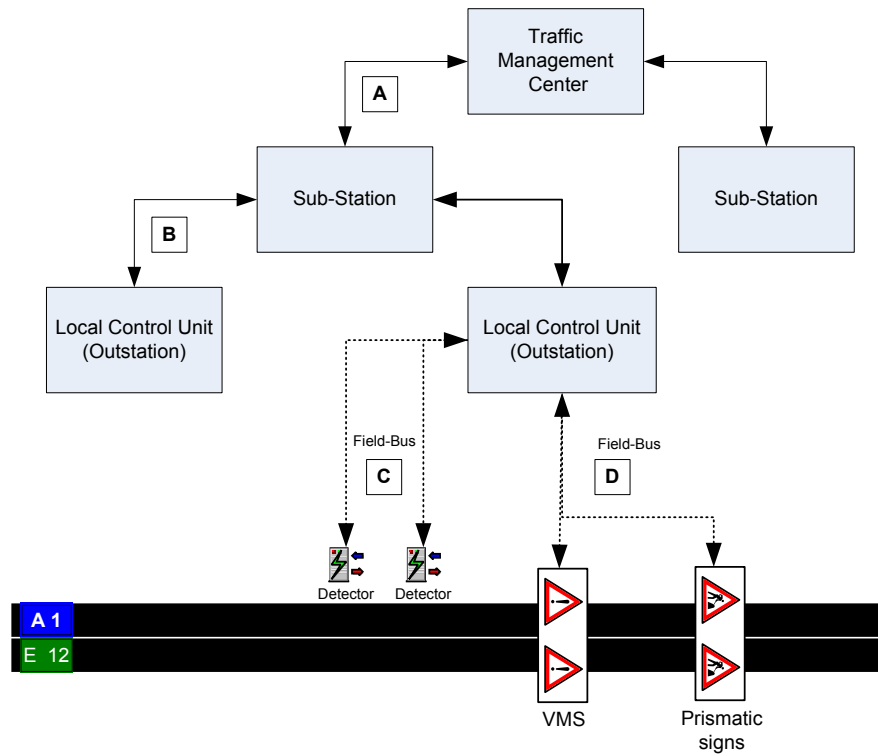 Traffic
Management
Center
A
Sub-Station
Sub-Station
B
Local Control Unit
(Outstation)
Local Control Unit
(Outstation)
Field-Bus
C
Field-Bus
D
Detector
Detector
A 1
E 12
VMS
Prismatic
signs